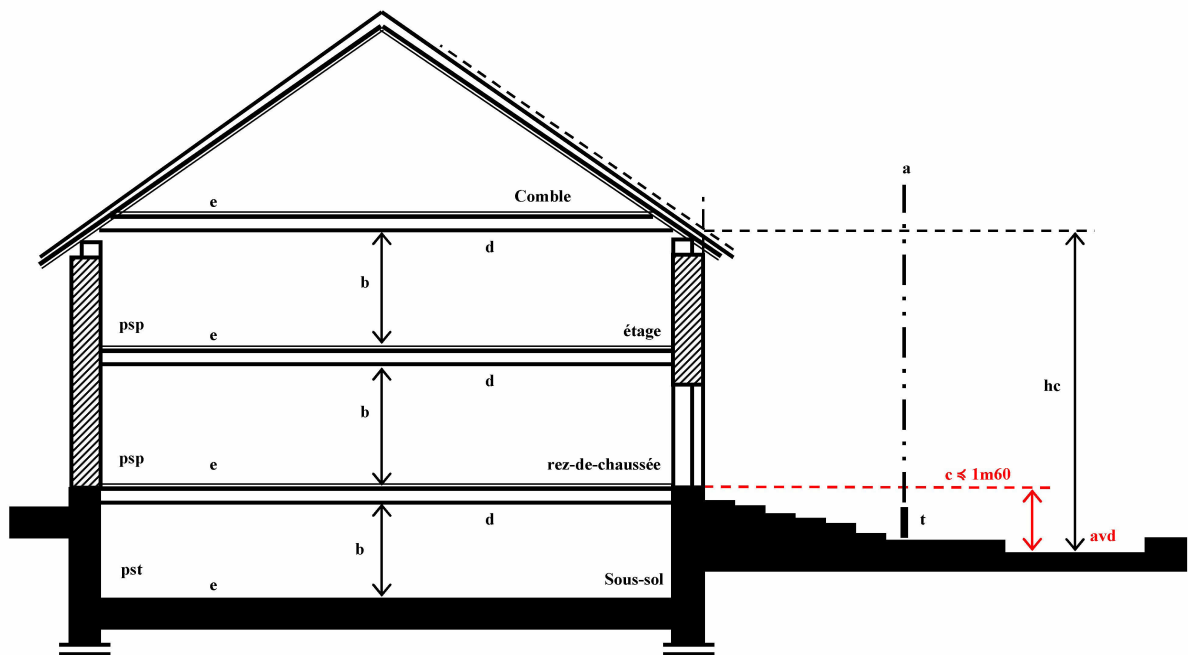 a
e
Comble
d
b
psp
e
étage
d
hc
b
psp
e
rez-de-chaussée
c ⩽ 1m60
d
t
b
avd
pst
e
Sous-sol